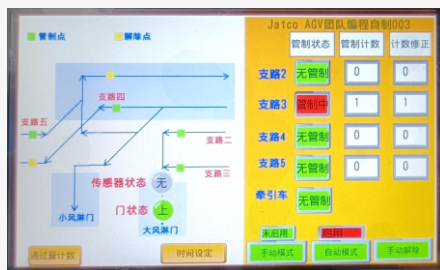 Jatco AGV团队编程自制003
管制点
解除点
管制状态 管制计数 计数修正
支路2 无管制 0 0
支路四
支路3 管制中 1 1
支路五
支路二
支路4 无管制 0 0
支路三
支路5 无管制 0 0
传感器状态 无
牵引车 无管制
门状态 上
小风淋门
大风淋门
未启用 启用
通过量计数
时间设定
手动模式 自动模式 手动解除